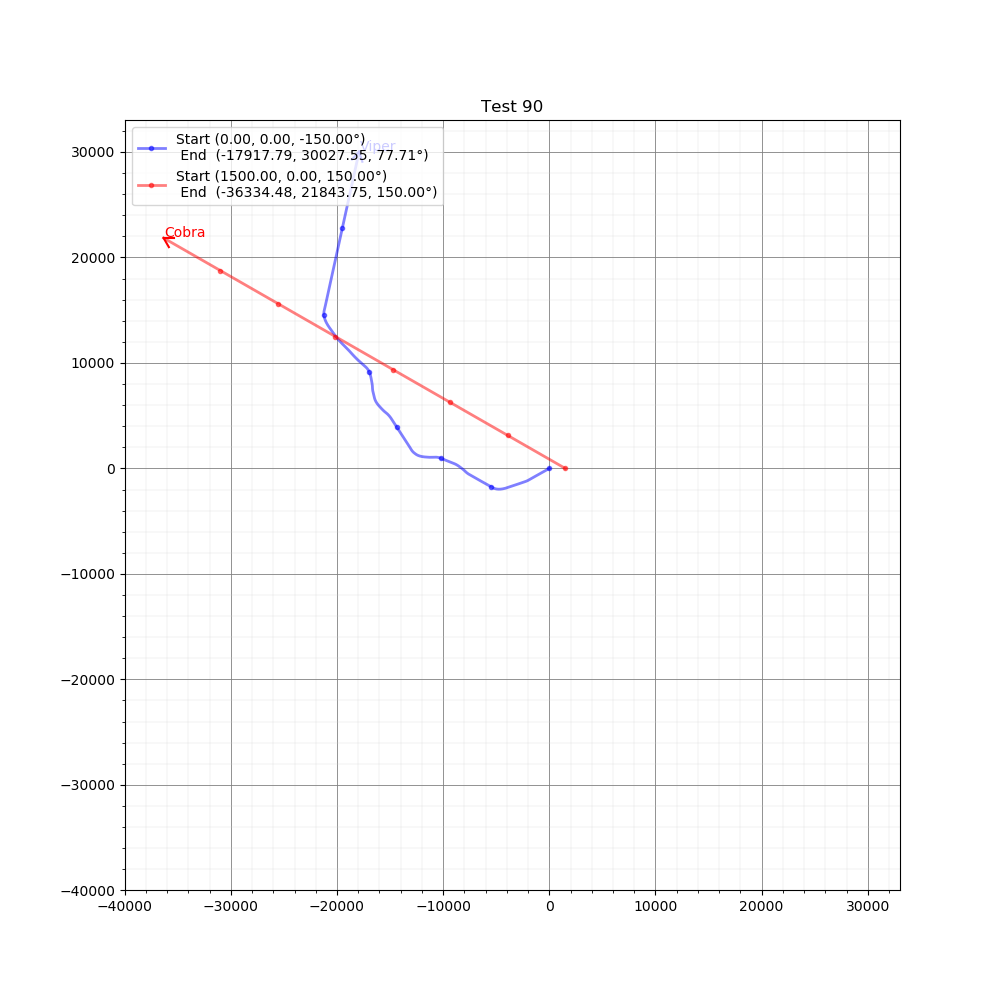 Test 90
Start (0.00, 0.00, -150.00°)
End (-17917.79, 30027.55, 77.71°)
Start (1500.00, 0.00, 150.00°)
End (-36334.48, 21843.75, 150.00°)
Viper
Cobra
30000
20000
10000
0
−10000
−20000
−30000
−40000
−40000 −30000 −20000 −10000 0 10000 20000 30000